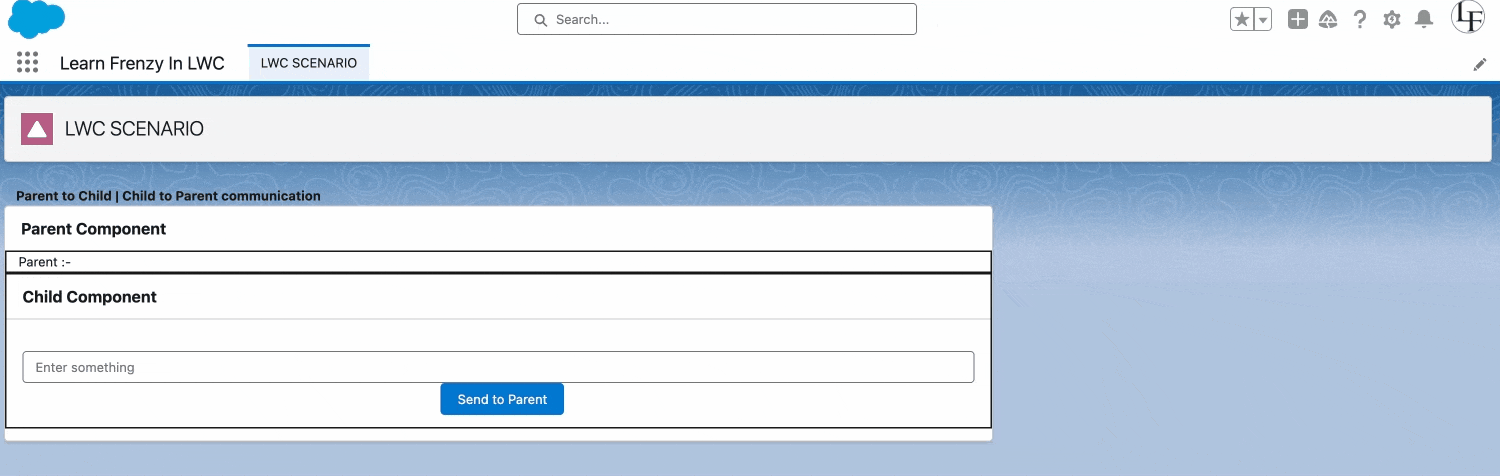 Search...
LF
Learn Frenzy In LWC
LWC SCENARIO
LWC SCENARIO
Parent to Child | Child to Parent communication
Parent Component
Parent :-
Child Component
Enter something
Send to Parent